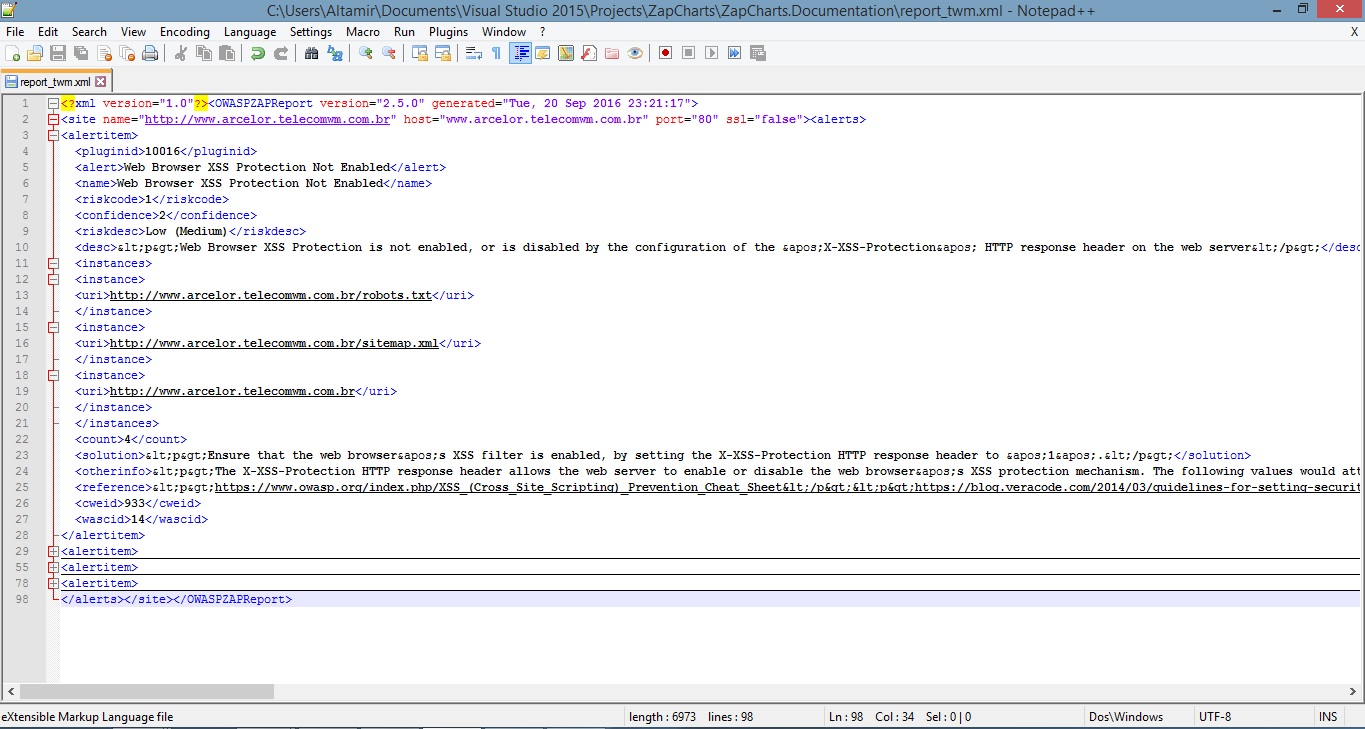 C:\Users\Altamir\Documents\Visual Studio 2015\Projects\ZapCharts\ZapCharts.Documentation\report_twm.xml - Notepad++
File Edit Search View Encoding Language Settings Macro Run Plugins Window ? X
report_twm.xml
1 <?xml version="1.0"?><OWASPZAPReport version="2.5.0" generated="Tue, 20 Sep 2016 23:21:17">
2 <site name="http://www.arcelor.telecomwm.com.br" host="www.arcelor.telecomwm.com.br" port="80" ssl="false"><alerts>
3 <alertitem>
4 <pluginid>10016</pluginid>
5 <alert>Web Browser XSS Protection Not Enabled</alert>
6 <name>Web Browser XSS Protection Not Enabled</name>
7 <riskcode>1</riskcode>
8 <confidence>2</confidence>
9 <riskdesc>Low (Medium)</riskdesc>
10 <desc>&lt;p&gt;Web Browser XSS Protection is not enabled, or is disabled by the configuration of the &apos;X-XSS-Protection&apos; HTTP response header on the web server&lt;/p&gt;</desc
11 <instances>
12 <instance>
13 <uri>http://www.arcelor.telecomwm.com.br/robots.txt</uri>
14 </instance>
15 <instance>
16 <uri>http://www.arcelor.telecomwm.com.br/sitemap.xml</uri>
17 </instance>
18 <instance>
19 <uri>http://www.arcelor.telecomwm.com.br</uri>
20 </instance>
21 </instances>
22 <count>4</count>
23 <solution>&lt;p&gt;Ensure that the web browser&apos;s XSS filter is enabled, by setting the X-XSS-Protection HTTP response header to &apos;1&apos;.&lt;/p&gt;</solution>
24 <otherinfo>&lt;p&gt;The X-XSS-Protection HTTP response header allows the web server to enable or disable the web browser&apos;s XSS protection mechanism. The following values would att
25 <reference>&lt;p&gt;https://www.owasp.org/index.php/XSS_(Cross_Site_Scripting)_Prevention_Cheat_Sheet&lt;/p&gt;&lt;p&gt;https://blog.veracode.com/2014/03/guidelines-for-setting-securit
26 <cweid>933</cweid>
27 <wascid>14</wascid>
28 </alertitem>
29 <alertitem>
55 <alertitem>
78 <alertitem>
98 </alerts></site></OWASPZAPReport>
eXtensible Markup Language file length : 6973 lines : 98 Ln : 98 Col : 34 Sel : 0 | 0 Dos\Windows UTF-8 INS